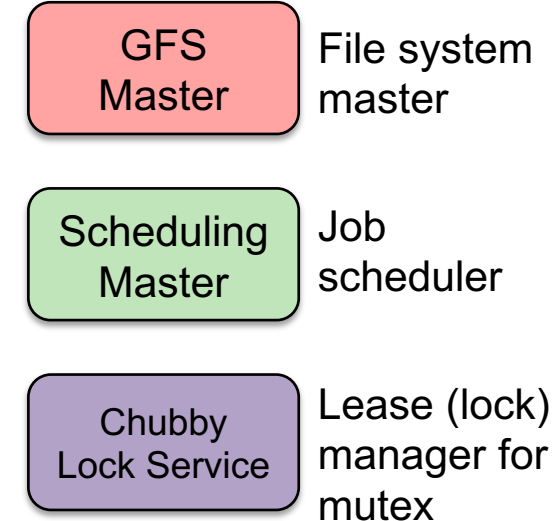 GFS
Master
File system
master
Scheduling
Master
Job
scheduler
Chubby
Lock Service
Lease (lock)
manager for
mutex